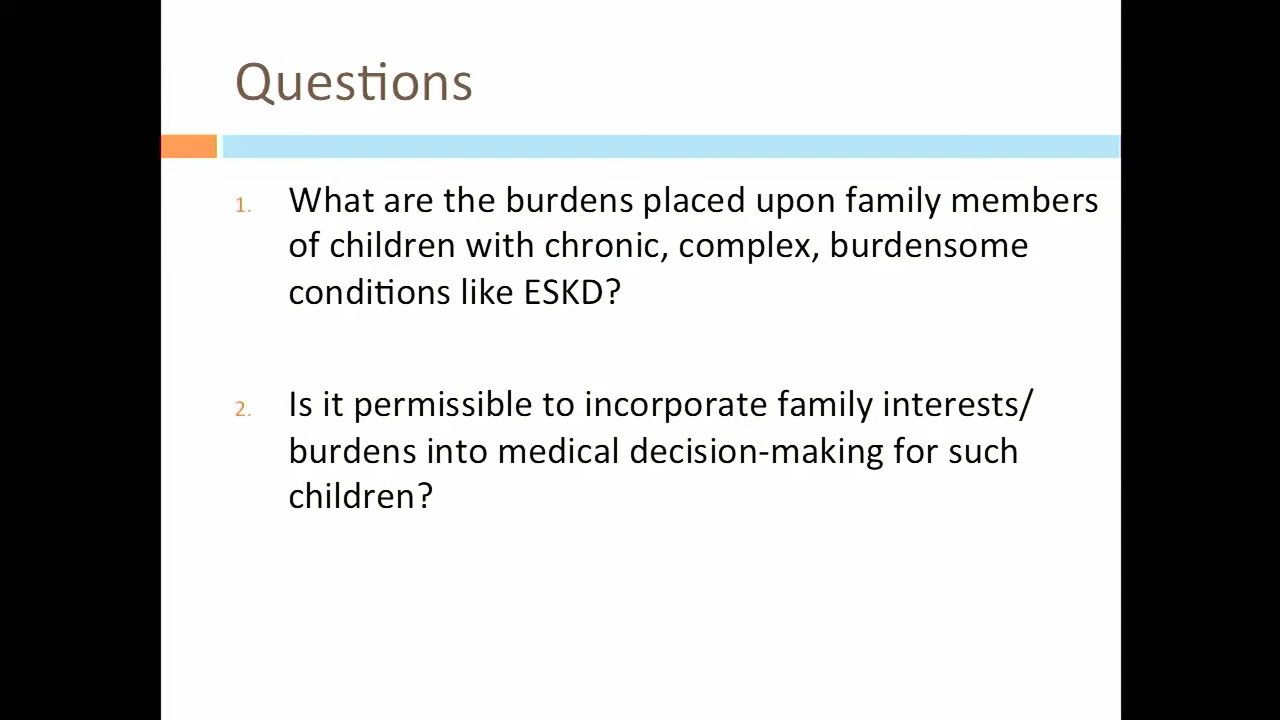 Questions
1. What are the burdens placed upon family members
of children with chronic, complex, burdensome
conditions like ESKD?
2. Is it permissible to incorporate family interests/
burdens into medical decision-making for such
children?